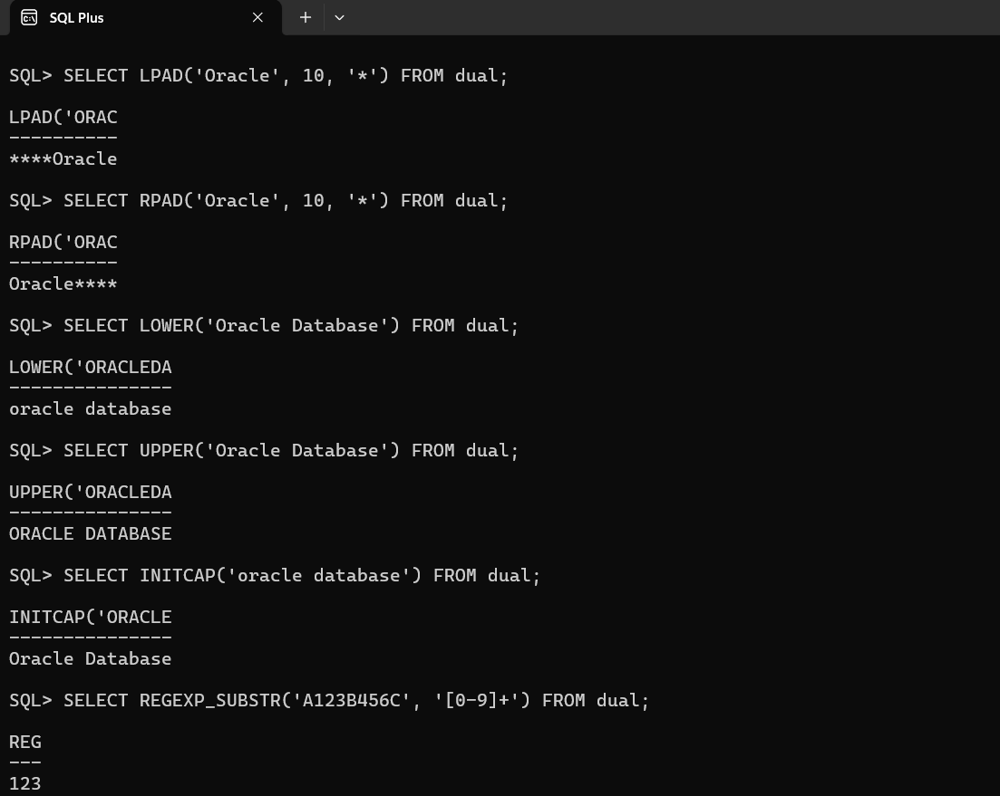 SQL Plus
SQL> SELECT LPAD('Oracle', 10, '*') FROM dual;
LPAD('ORAC
----------
****Oracle
SQL> SELECT RPAD('Oracle', 10, '*') FROM dual;
RPAD('ORAC
----------
Oracle****
SQL> SELECT LOWER('Oracle Database') FROM dual;
LOWER('ORACLEDA
---------------
oracle database
SQL> SELECT UPPER('Oracle Database') FROM dual;
UPPER('ORACLEDA
---------------
ORACLE DATABASE
SQL> SELECT INITCAP('oracle database') FROM dual;
INITCAP('ORACLE
---------------
Oracle Database
SQL> SELECT REGEXP_SUBSTR('A123B456C', '[0-9]+') FROM dual;
REG
---
123